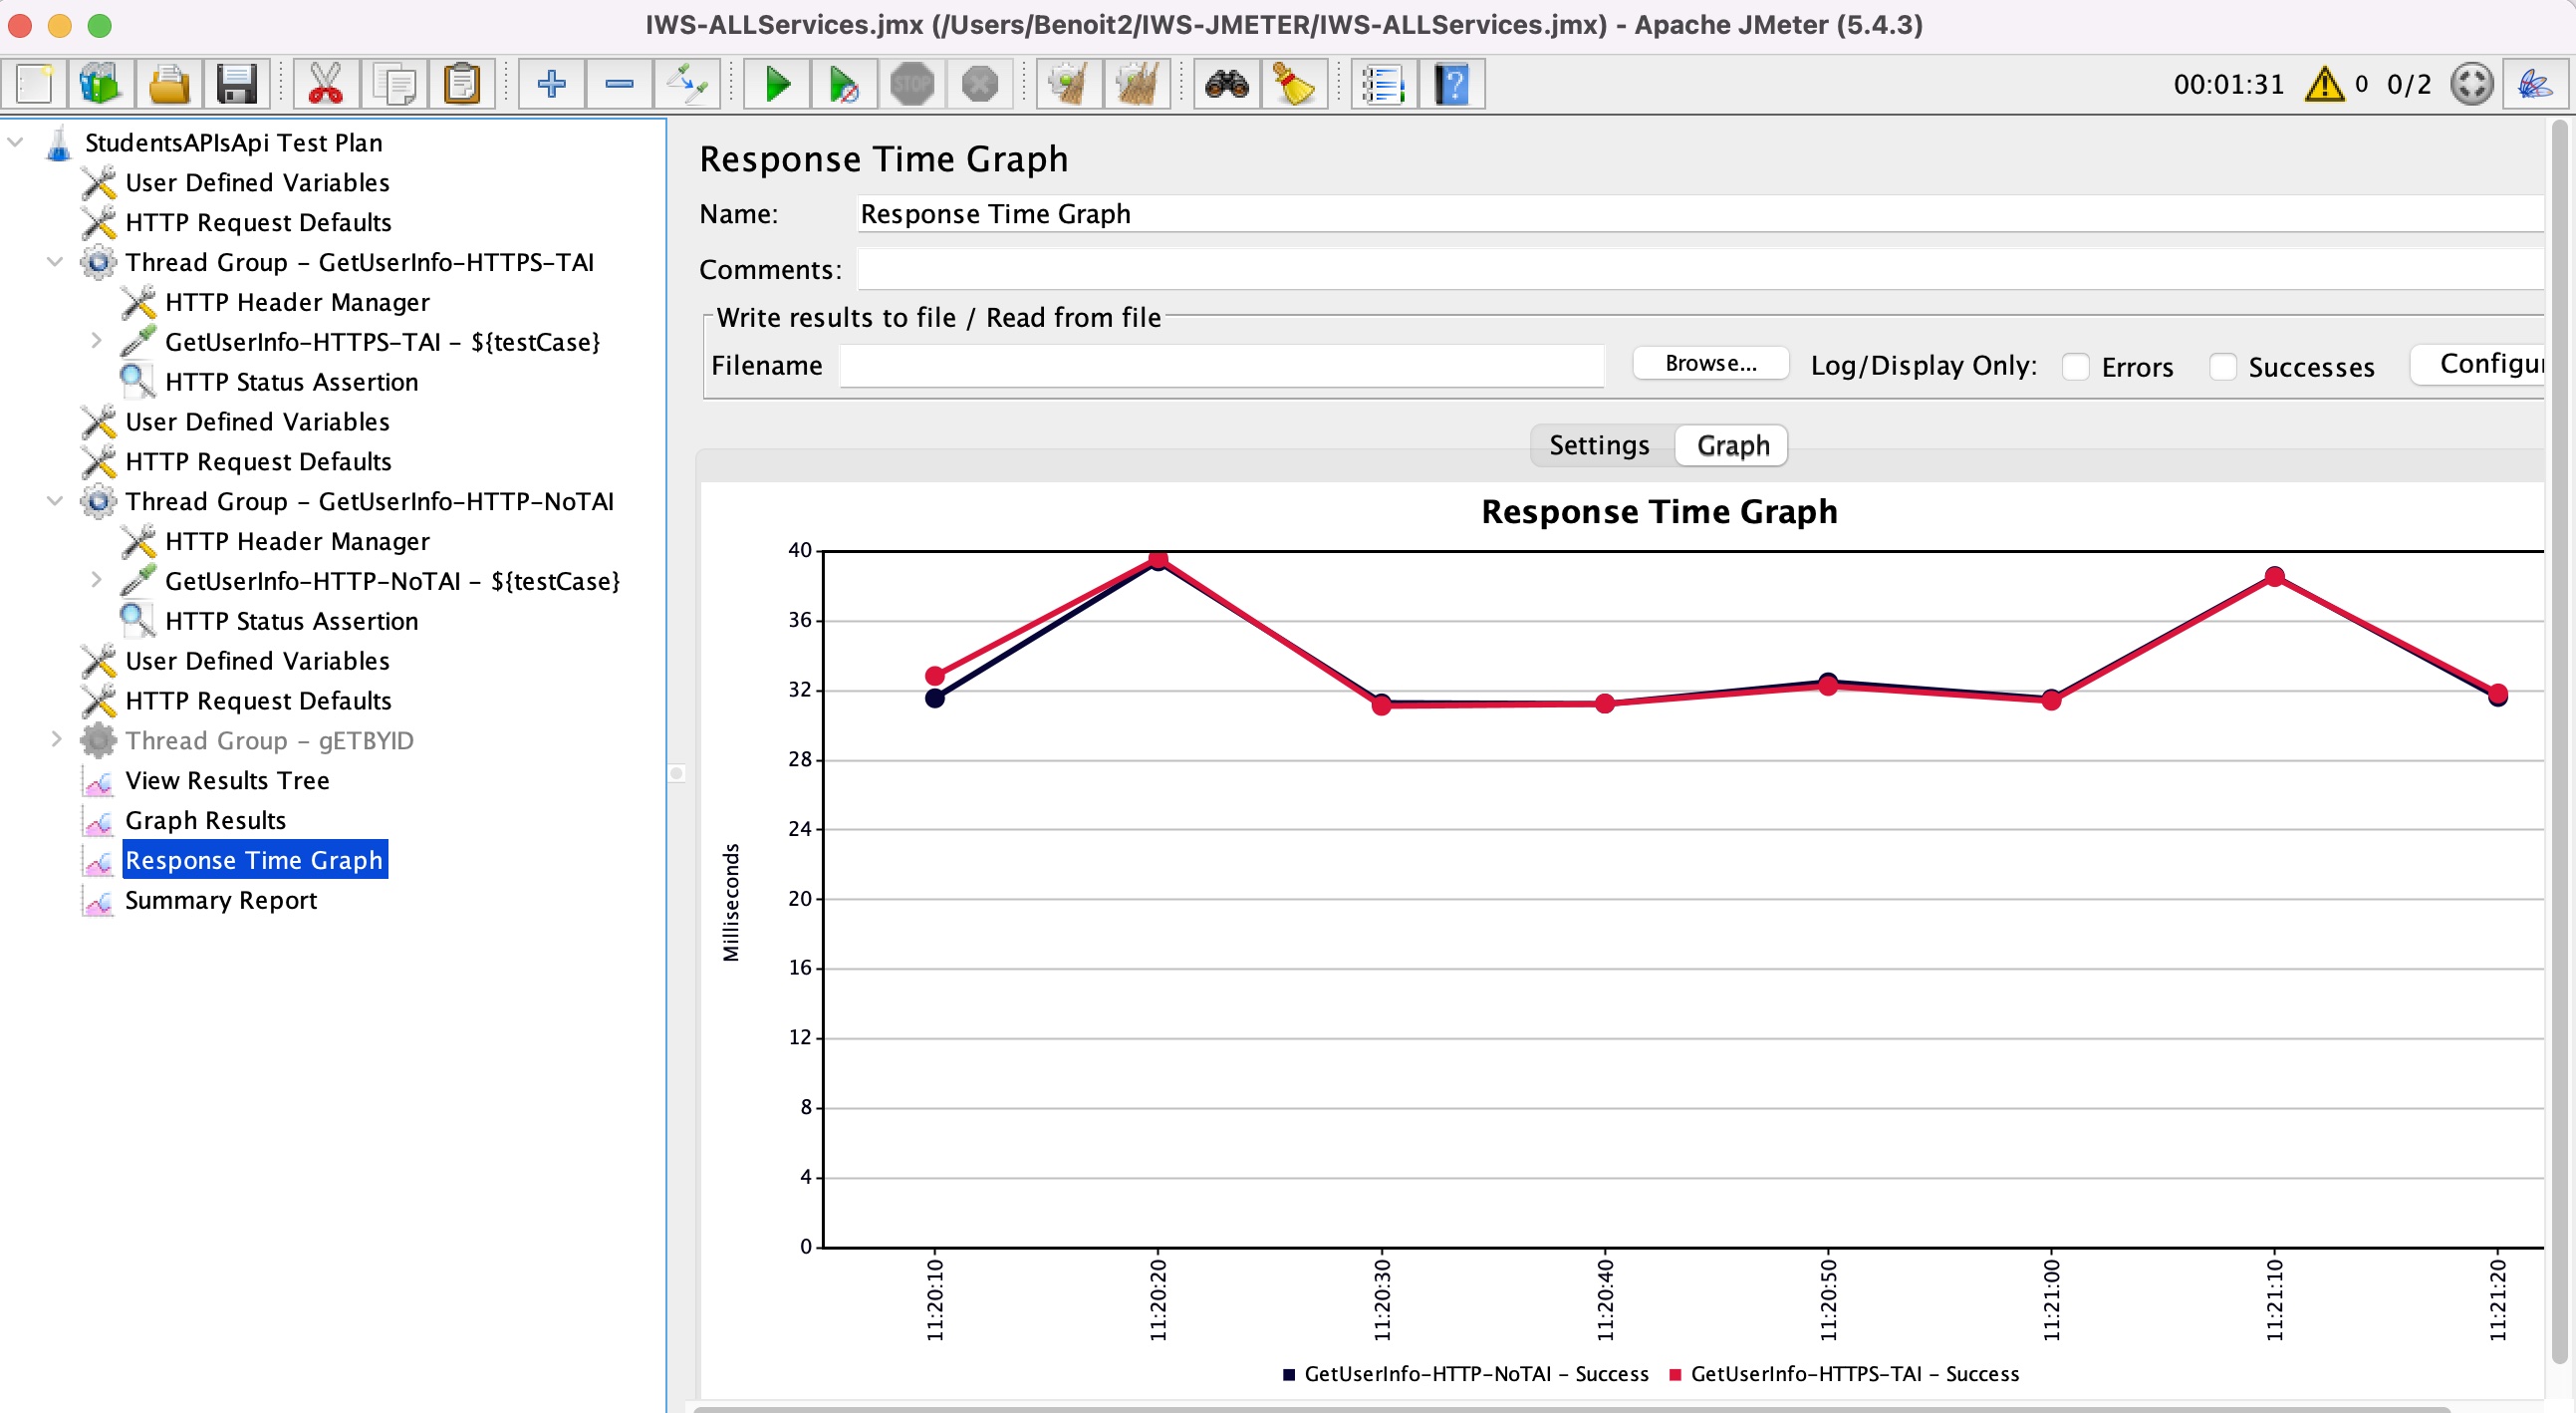 IWS-ALLServices.jmx (/Users/Benoit2/IWS-JMETER/IWS-ALLServices.jmx) - Apache JMeter (5.4.3)
STOP
?
00:01:31
0
0/2
StudentsAPIsApi Test Plan
User Defined Variables
HTTP Request Defaults
Thread Group - GetUserInfo-HTTPS-TAI
HTTP Header Manager
GetUserInfo-HTTPS-TAI - ${testCase}
HTTP Status Assertion
User Defined Variables
HTTP Request Defaults
Thread Group - GetUserInfo-HTTP-NoTAI
HTTP Header Manager
GetUserInfo-HTTP-NoTAI - ${testCase}
HTTP Status Assertion
User Defined Variables
HTTP Request Defaults
Thread Group - gETBYID
View Results Tree
Graph Results
Response Time Graph
Summary Report
Response Time Graph
Name: Response Time Graph
Comments:
Write results to file / Read from file
Filename Browse... Log/Display Only: Errors Successes Configur
Settings Graph
Response Time Graph
Milliseconds
40
36
32
28
24
20
16
12
8
4
0
11:20:10
11:20:20
11:20:30
11:20:40
11:20:50
11:21:00
11:21:10
11:21:20
GetUserInfo-HTTP-NoTAI - Success GetUserInfo-HTTPS-TAI - Success